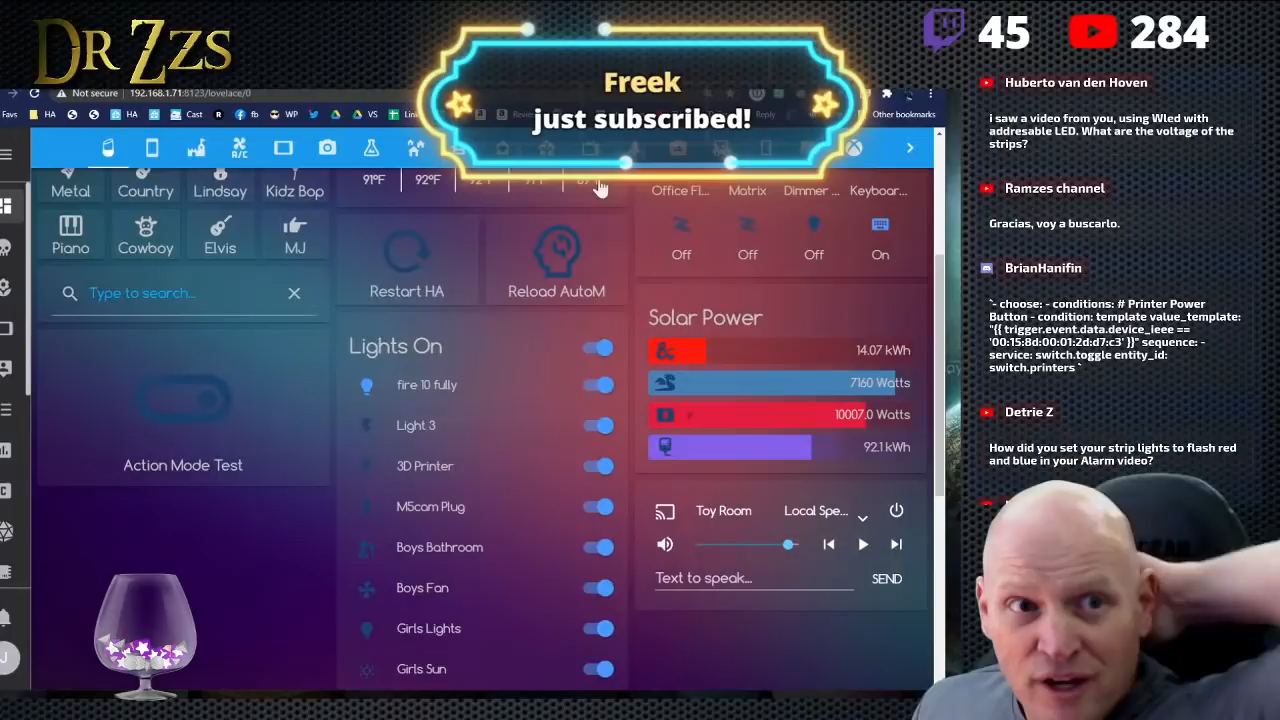 DR ZZS
Freek
just subscribed!
45
284
Not secure
192.168.1.71:8123/lovelace/0
Favs
HA
HA
Cast
fb
WP
VS
Reply
Other bookmarks
A/C
Metal
Country
Lindsay
Kidz Bop
Piano
Cowboy
Elvis
MJ
Type to search...
Action Mode Test
91°F
92°F
Restart HA
Reload AutoM
Lights On
fire 10 fully
Light 3
3D Printer
M5cam Plug
Boys Bathroom
Boys Fan
Girls Lights
Girls Sun
Office Fl...
Matrix
Dimmer ...
Keyboar...
Off
Off
Off
On
Solar Power
14.07 kWh
7160 Watts
10007.0 Watts
92.1 kWh
Toy Room
Local Spe...
Text to speak...
SEND
J
Huberto van den Hoven
i saw a video from you, using Wled with
addresable LED. What are the voltage of the
strips?
Ramzes channel
Gracias, voy a buscarlo.
BrianHanifin
`- choose: - conditions: # Printer Power
Button - condition: template value_template:
"{{ trigger.event.data.device_ieee ==
'00:15:8d:00:01:2d:d7:c3' }}" sequence: -
service: switch.toggle entity_id:
switch.printers `
Detrie Z
How did you set your strip lights to flash red
and blue in your Alarm video?